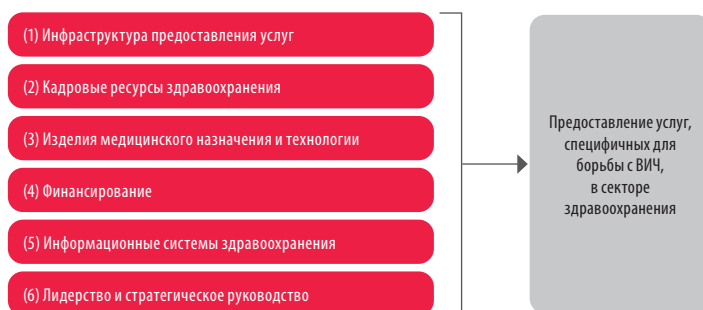 (1) Инфраструктура предоставления услуг
(2) Кадровые ресурсы здравоохранения
(3) Изделия медицинского назначения и технологии
(4) Финансирование
(5) Информационные системы здравоохранения
(6) Лидерство и стратегическое руководство
Предоставление услуг,
специфичных для
борьбы с ВИЧ,
в секторе
здравоохранения